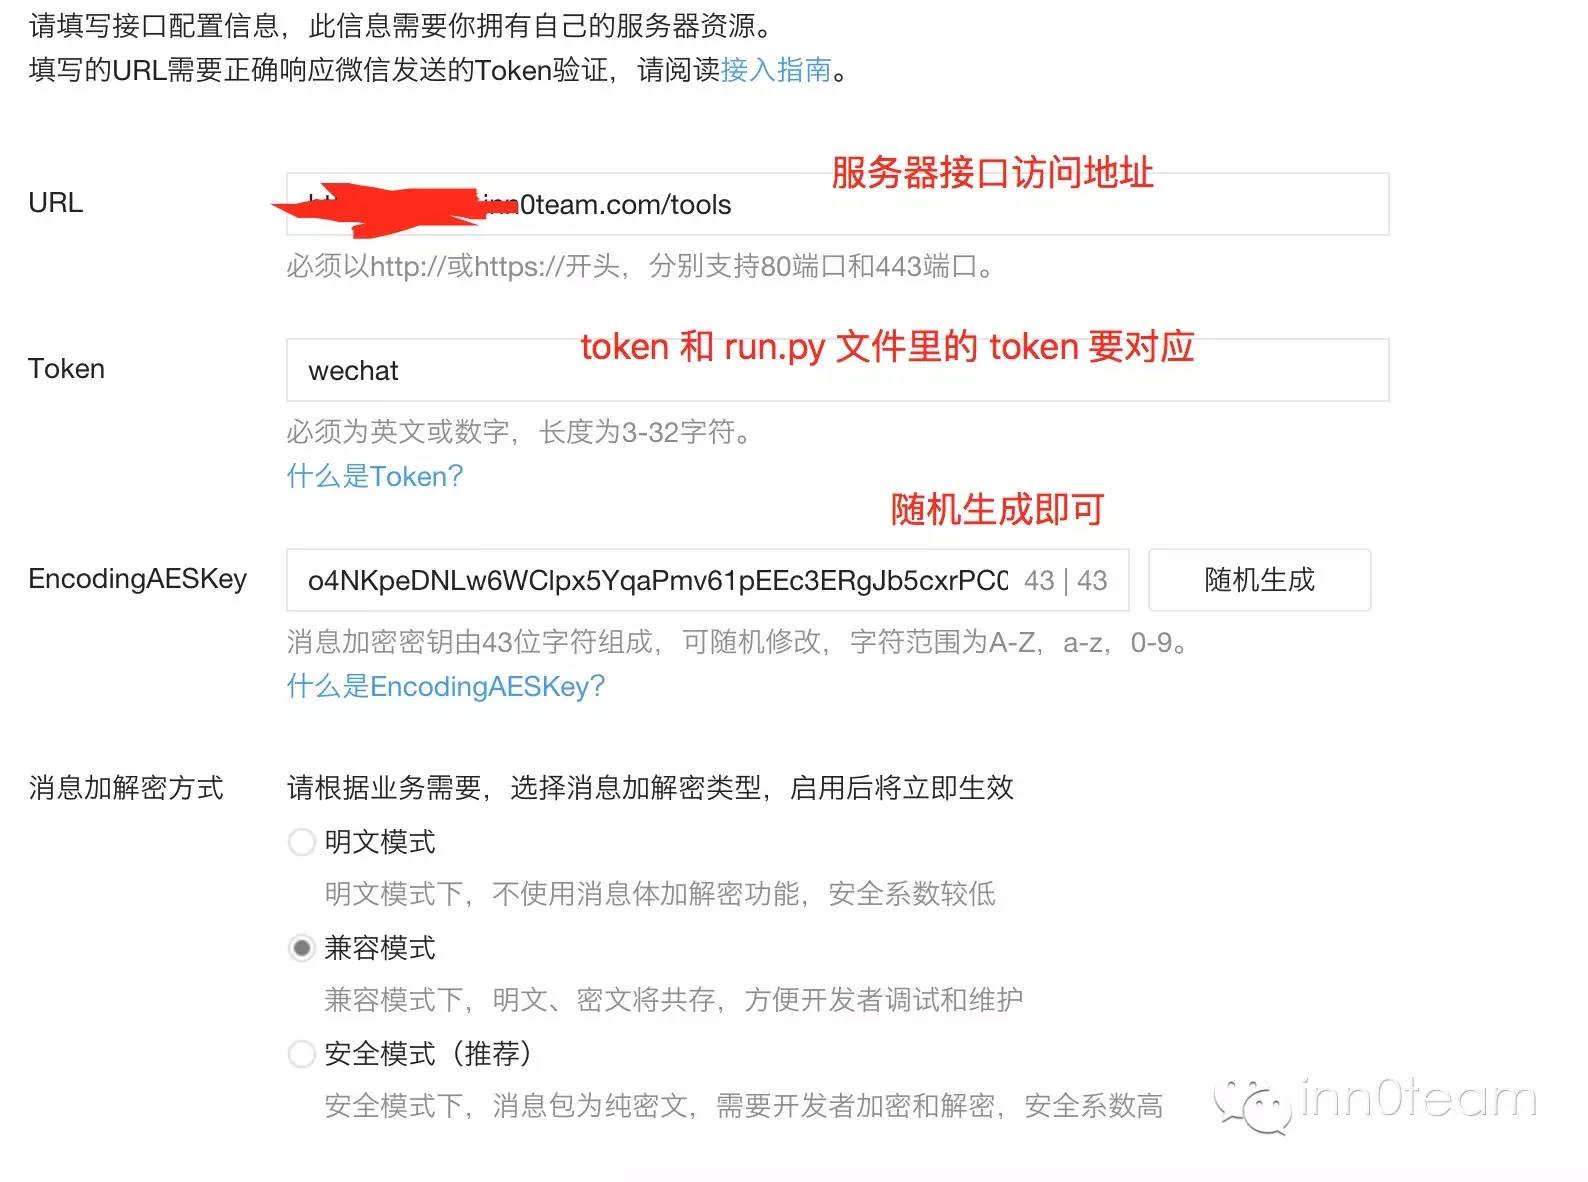 请填写接口配置信息，此信息需要你拥有自己的服务器资源。
填写的URL需要正确响应微信发送的Token验证，请阅读接入指南。
服务器接口访问地址
URL
inn0team.com/tools
必须以http://或https://开头，分别支持80端口和443端口。
token 和 run.py 文件里的 token 要对应
Token
wechat
必须为英文或数字，长度为3-32字符。
什么是Token？
随机生成即可
EncodingAESKey
o4NKpeDNLw6WClpx5YqaPmv61pEEc3ERgJb5cxrPC0 43 | 43 随机生成
消息加密密钥由43位字符组成，可随机修改，字符范围为A-Z，a-z，0-9。
什么是EncodingAESKey？
消息加解密方式 请根据业务需要，选择消息加解密类型，启用后将立即生效
明文模式
明文模式下，不使用消息体加解密功能，安全系数较低
兼容模式
兼容模式下，明文、密文将共存，方便开发者调试和维护
安全模式（推荐）
安全模式下，消息包为纯密文，需要开发者加密和解密，安全系数高
inn0team